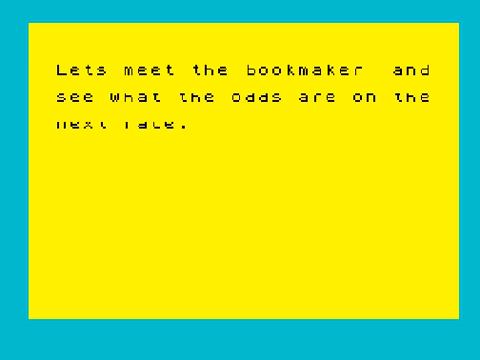 Lets meet the bookmaker  and
see what the odds are on the
next race.